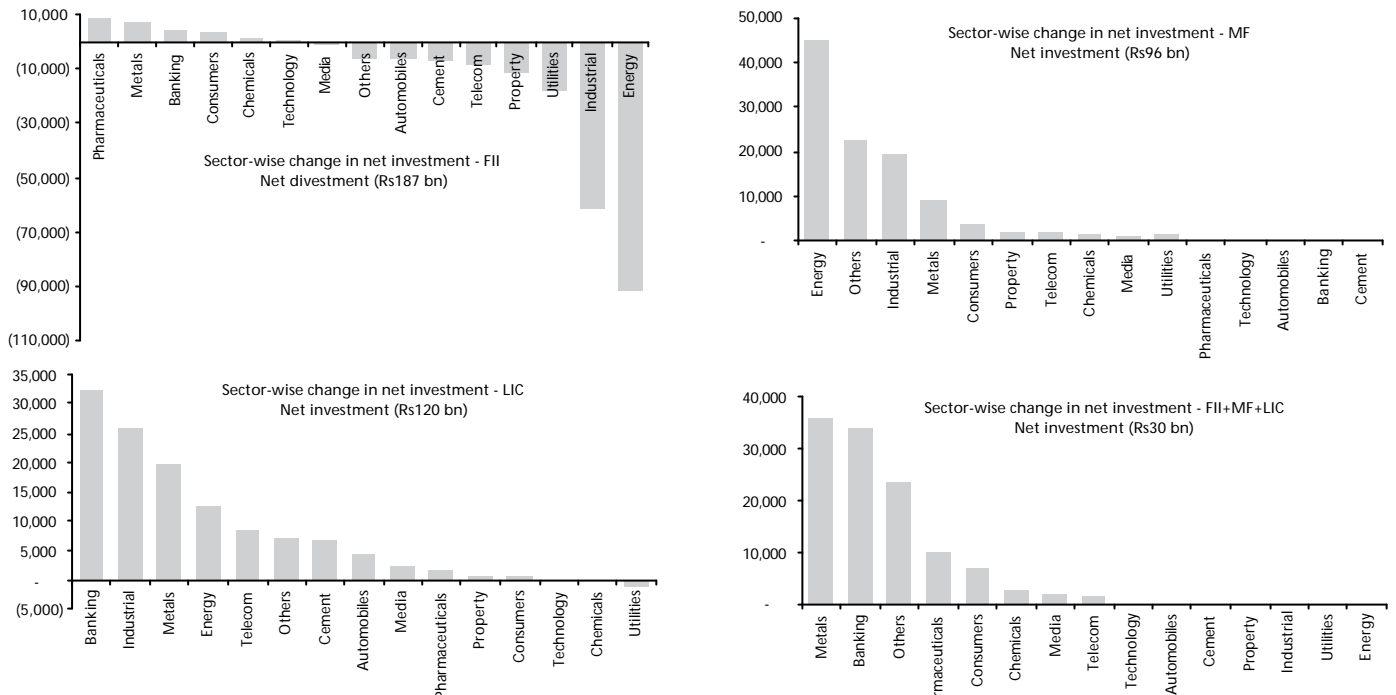 10,000
(10,000)
(30,000)
(50,000)
(70,000)
(90,000)
(110,000)
Pharmaceuticals
Metals
Banking
Consumers
Chemicals
Technology
Media
Others
Automobiles
Cement
Telecom
Property
Utilities
Industrial
Energy
Sector-wise change in net investment - FII
Net divestment (Rs187 bn)
50,000
40,000
30,000
20,000
10,000
-
Sector-wise change in net investment - MF
Net investment (Rs96 bn)
Energy
Others
Industrial
Metals
Consumers
Property
Telecom
Chemicals
Media
Utilities
Pharmaceuticals
Technology
Automobiles
Banking
Cement
35,000
30,000
25,000
20,000
15,000
10,000
5,000
-
(5,000)
Sector-wise change in net investment - LIC
Net investment (Rs120 bn)
Banking
Industrial
Metals
Energy
Telecom
Others
Cement
Automobiles
Media
Pharmaceuticals
Property
Consumers
Technology
Chemicals
Utilities
40,000
30,000
20,000
10,000
-
Sector-wise change in net investment - FII+MF+LIC
Net investment (Rs30 bn)
Metals
Banking
Others
rmaceuticals
Consumers
Chemicals
Media
Telecom
Technology
Automobiles
Cement
Property
Industrial
Utilities
Energy